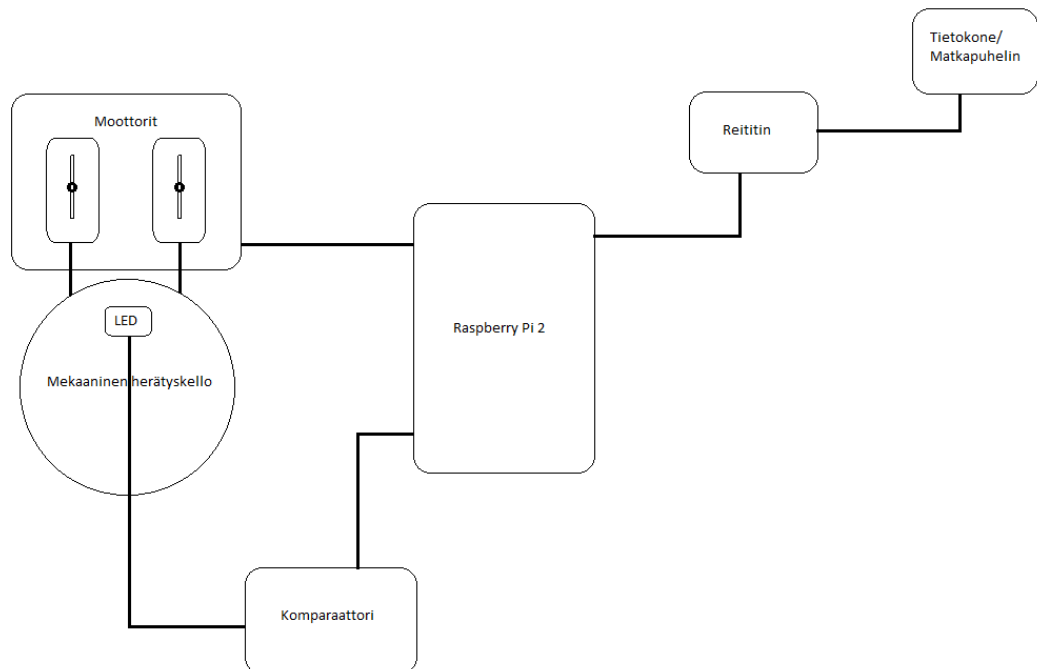 Tietokone/
Matkapuhelin
Moottorit
Reititin
LED
Raspberry Pi 2
Mekaaninen herätyskello
Komparaattori